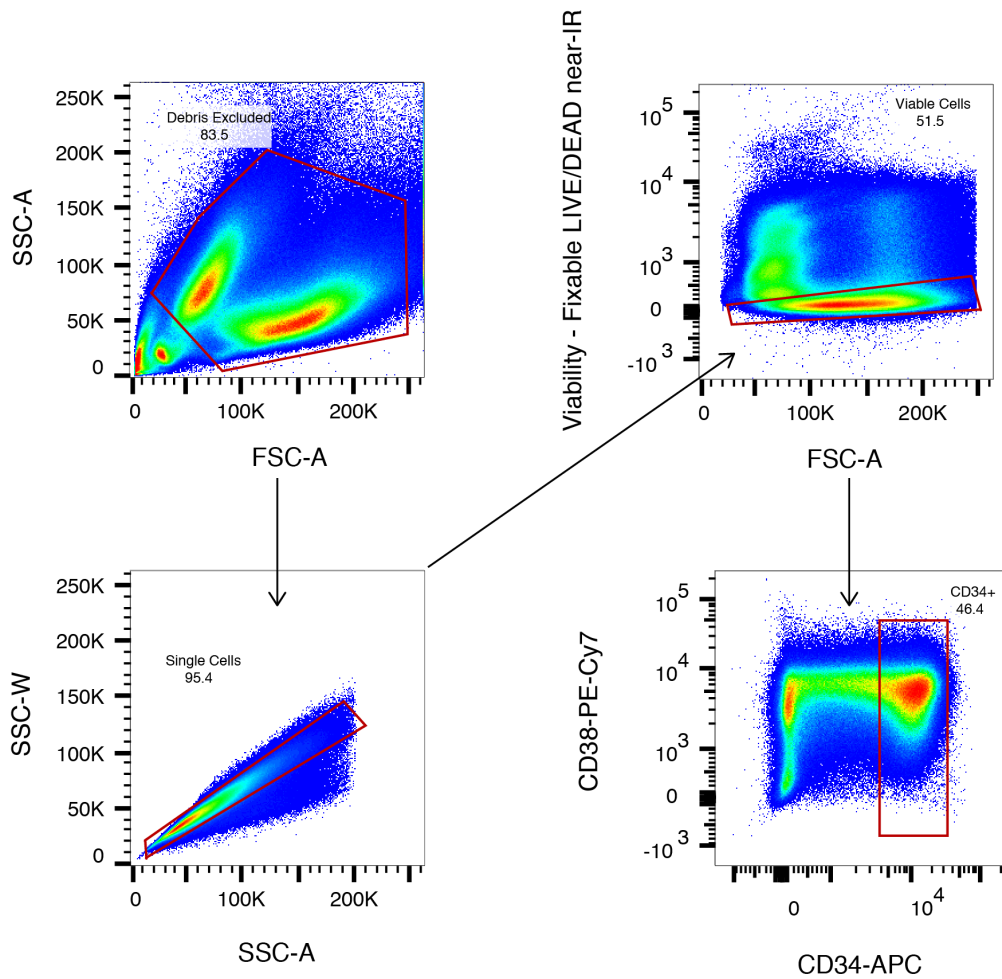 250K
200K
150K
100K
50K
0
SSC-A
Debris Excluded
83.5
0 100K 200K
FSC-A
Viability - Fixable LIVE/DEAD near-IR
10^5
10^4
10^3
0
-10^3
Viable Cells
51.5
0 100K 200K
FSC-A
250K
200K
150K
100K
50K
0
SSC-W
Single Cells
95.4
0 100K 200K
SSC-A
CD38-PE-Cy7
10^5
10^4
10^3
0
-10^3
CD34+
46.4
0 10^4
CD34-APC